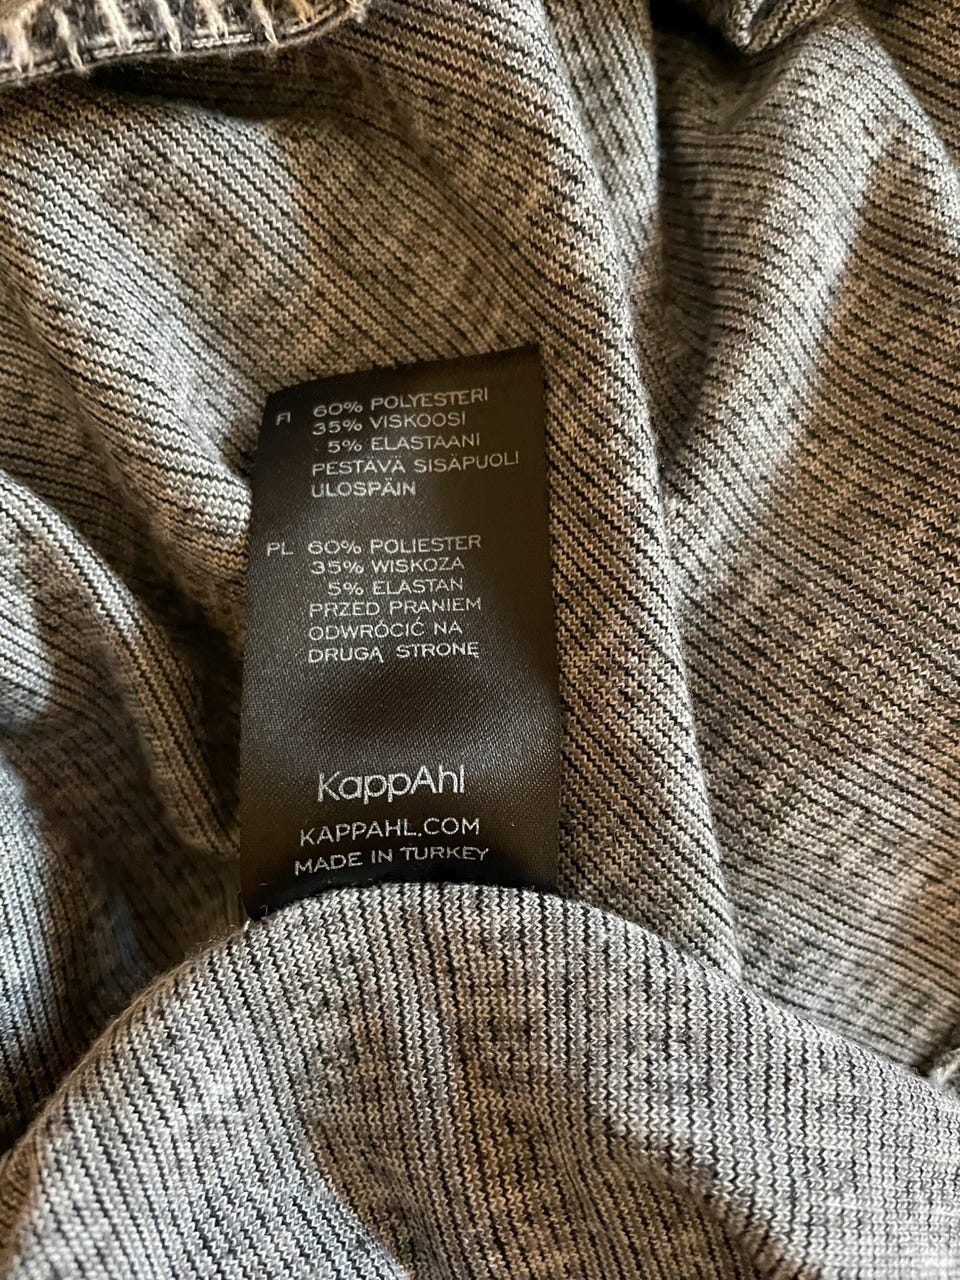 FI 60% POLYESTERI
35% VISKOOSI
5% ELASTAANI
PESTÄVÄ SISÄPUOLI
ULOSPÄIN
PL 60% POLIESTER
35% WISKOZA
5% ELASTAN
PRZED PRANIEM
ODWRÓCIĆ NA
DRUGĄ STRONĘ
KappAhl
KAPPAHL.COM
MADE IN TURKEY